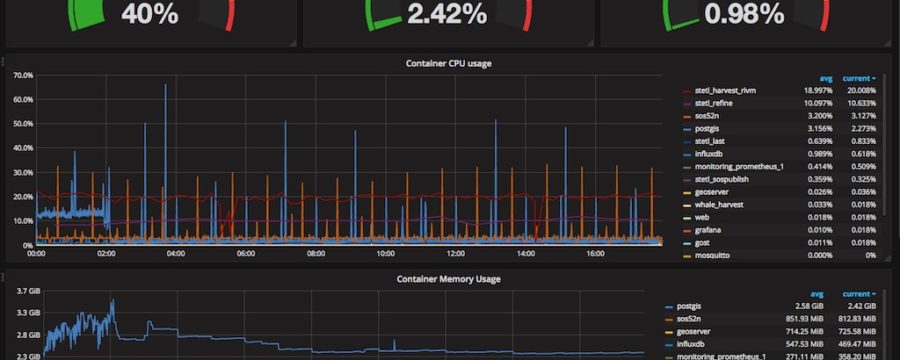 40% 2.42% 0.98%
Container CPU usage
avg current
70.0%
60.0%
50.0%
40.0%
30.0%
20.0%
10.0%
0%
00:00 02:00 04:00 06:00 08:00 10:00 12:00 14:00 16:00
stetl_harvest_rivm 18.997% 20.008%
stetl_refine 10.097% 10.633%
sos52n 3.200% 3.127%
postgis 3.156% 2.273%
stetl_last 0.639% 0.833%
influxdb 0.989% 0.618%
monitoring_prometheus_1 0.414% 0.509%
stetl_sospublish 0.359% 0.325%
geoserver 0.026% 0.036%
whale_harvest 0.033% 0.018%
web 0.018% 0.018%
grafana 0.010% 0.018%
gost 0.011% 0.018%
mosquitto 0.000% 0%
Container Memory Usage
avg current
3.7 GiB
3.3 GiB
2.8 GiB
2.3 GiB
postgis 2.58 GiB 2.42 GiB
sos52n 851.93 MiB 812.83 MiB
geoserver 714.25 MiB 725.58 MiB
influxdb 547.53 MiB 469.47 MiB
monitoring_prometheus_1 271.11 MiB 358.20 MiB